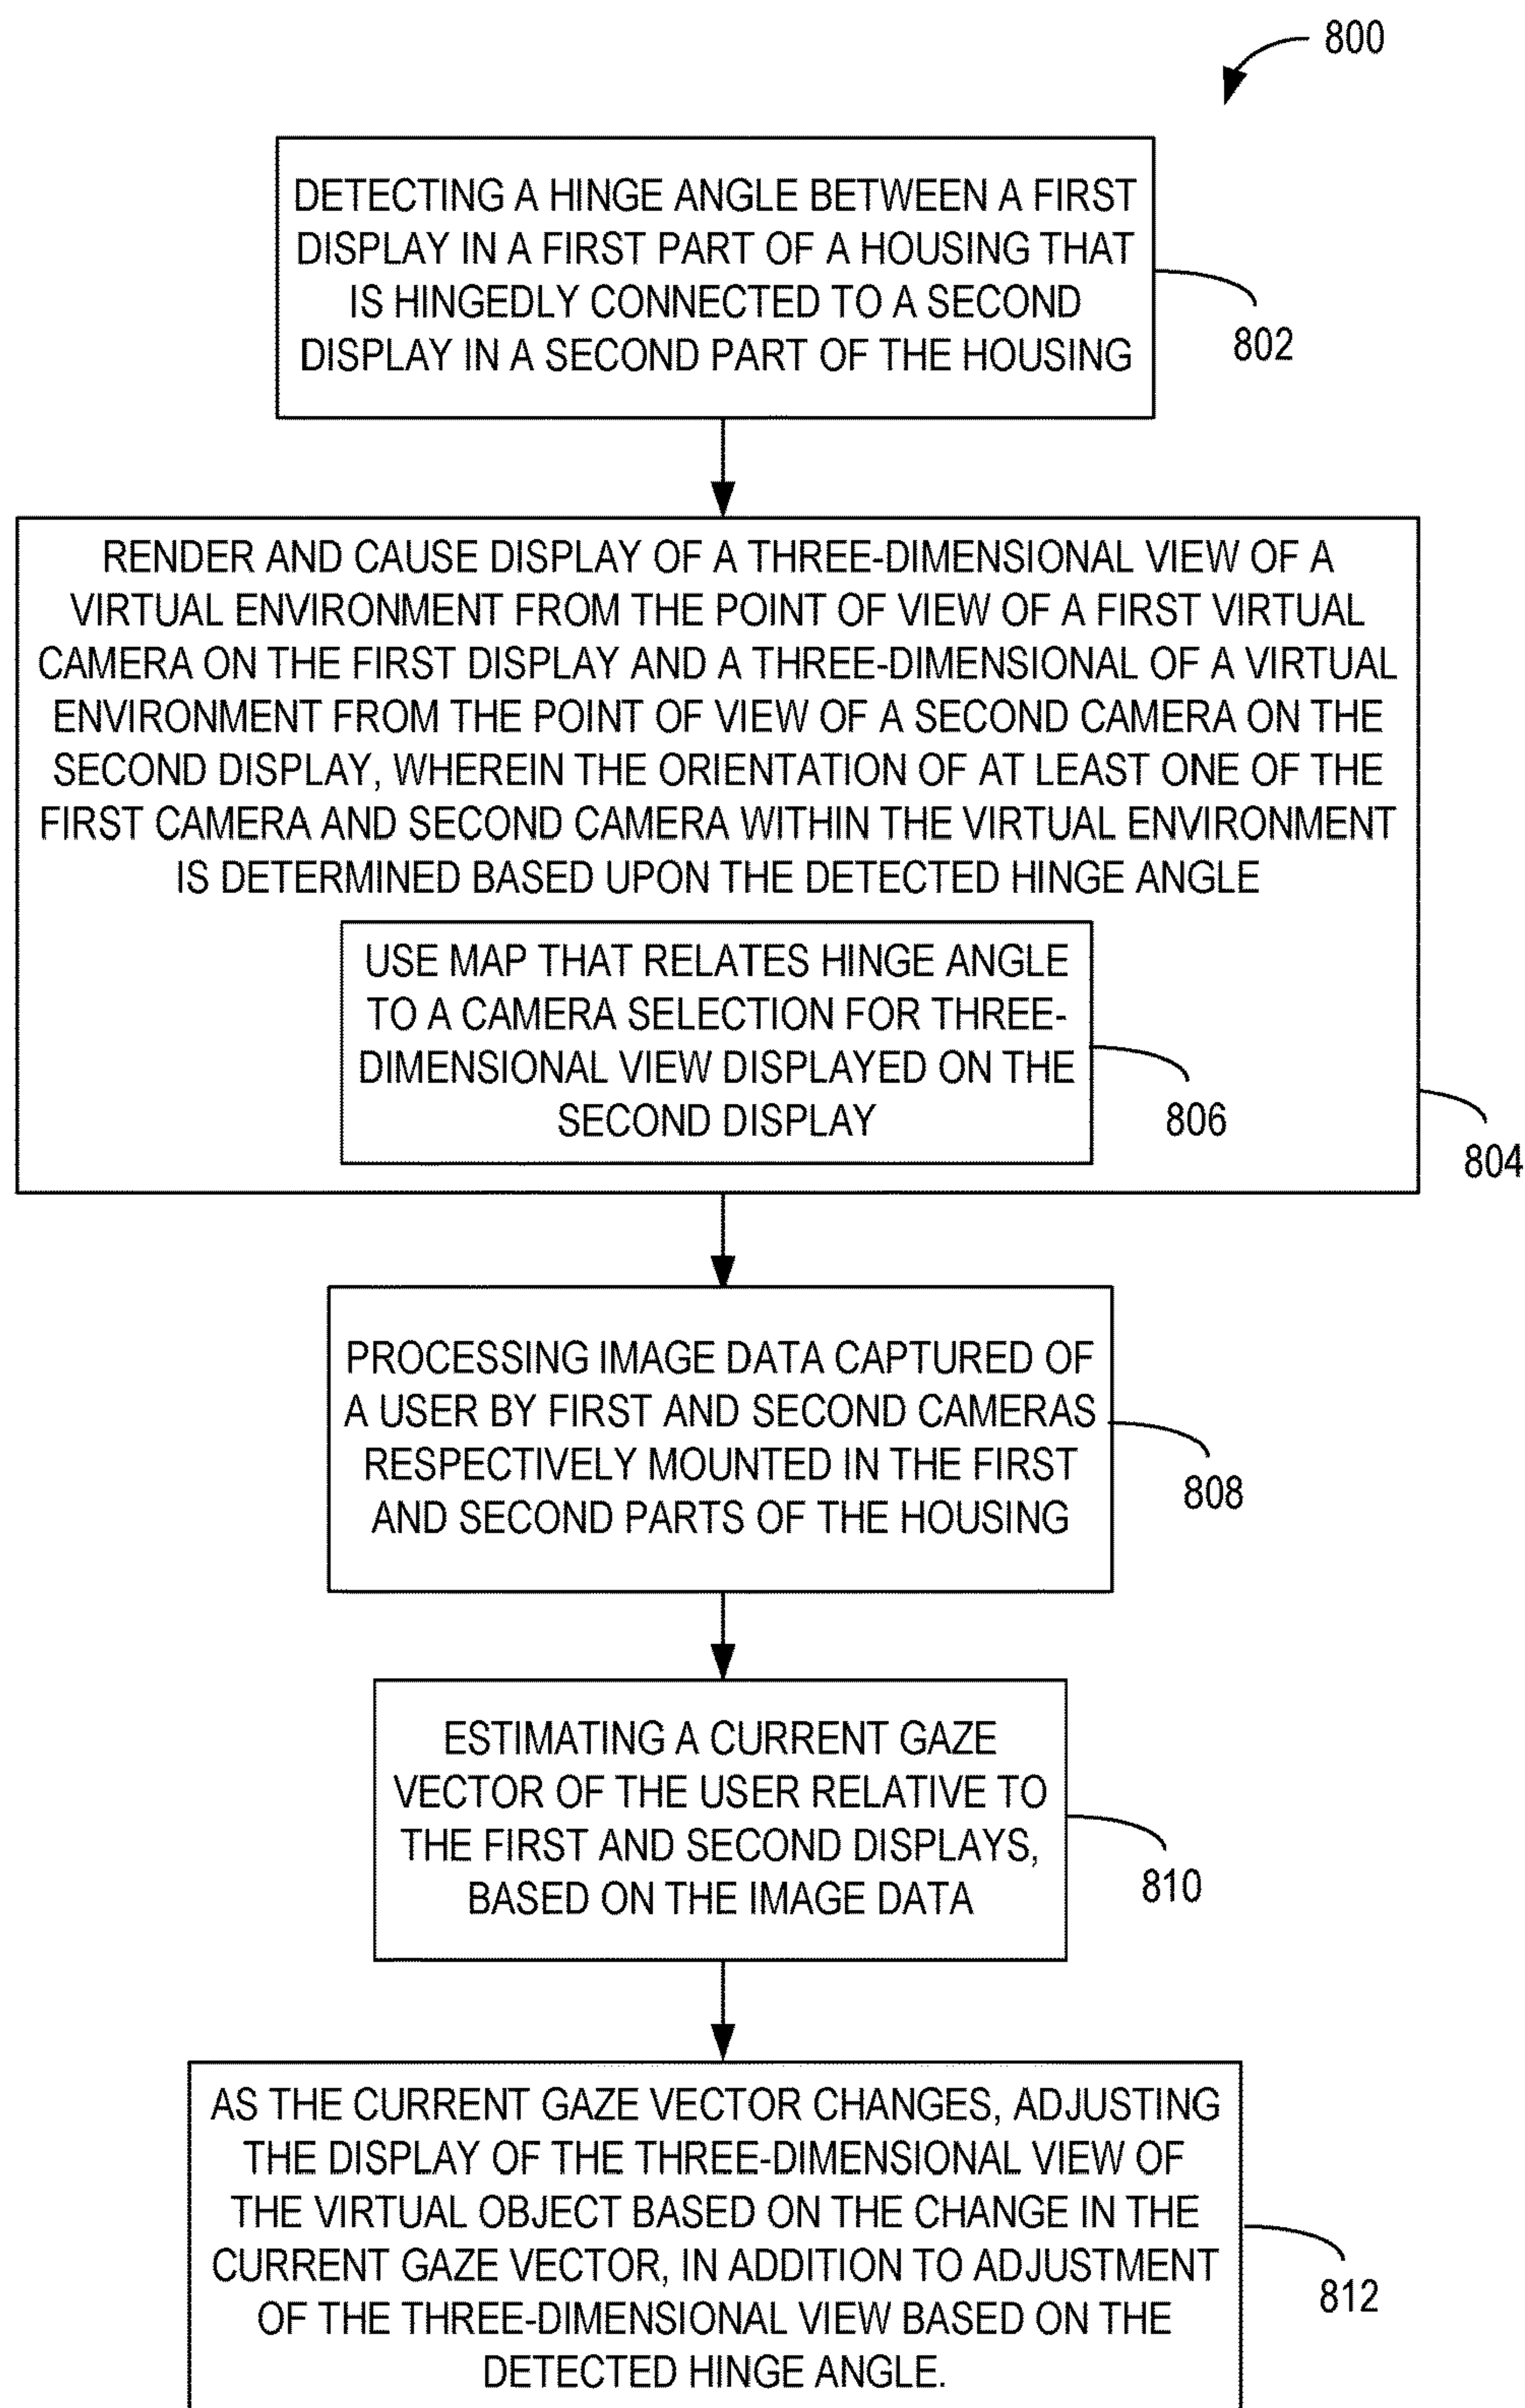 800
DETECTING A HINGE ANGLE BETWEEN A FIRST
DISPLAY IN A FIRST PART OF A HOUSING THAT
IS HINGEDLY CONNECTED TO A SECOND
DISPLAY IN A SECOND PART OF THE HOUSING
802
RENDER AND CAUSE DISPLAY OF A THREE-DIMENSIONAL VIEW OF A
VIRTUAL ENVIRONMENT FROM THE POINT OF VIEW OF A FIRST VIRTUAL
CAMERA ON THE FIRST DISPLAY AND A THREE-DIMENSIONAL OF A VIRTUAL
ENVIRONMENT FROM THE POINT OF VIEW OF A SECOND CAMERA ON THE
SECOND DISPLAY, WHEREIN THE ORIENTATION OF AT LEAST ONE OF THE
FIRST CAMERA AND SECOND CAMERA WITHIN THE VIRTUAL ENVIRONMENT
IS DETERMINED BASED UPON THE DETECTED HINGE ANGLE
USE MAP THAT RELATES HINGE ANGLE
TO A CAMERA SELECTION FOR THREE-
DIMENSIONAL VIEW DISPLAYED ON THE
SECOND DISPLAY
806
804
PROCESSING IMAGE DATA CAPTURED OF
A USER BY FIRST AND SECOND CAMERAS
RESPECTIVELY MOUNTED IN THE FIRST
AND SECOND PARTS OF THE HOUSING
808
ESTIMATING A CURRENT GAZE
VECTOR OF THE USER RELATIVE TO
THE FIRST AND SECOND DISPLAYS,
BASED ON THE IMAGE DATA
810
AS THE CURRENT GAZE VECTOR CHANGES, ADJUSTING
THE DISPLAY OF THE THREE-DIMENSIONAL VIEW OF
THE VIRTUAL OBJECT BASED ON THE CHANGE IN THE
CURRENT GAZE VECTOR, IN ADDITION TO ADJUSTMENT
OF THE THREE-DIMENSIONAL VIEW BASED ON THE
DETECTED HINGE ANGLE.
812